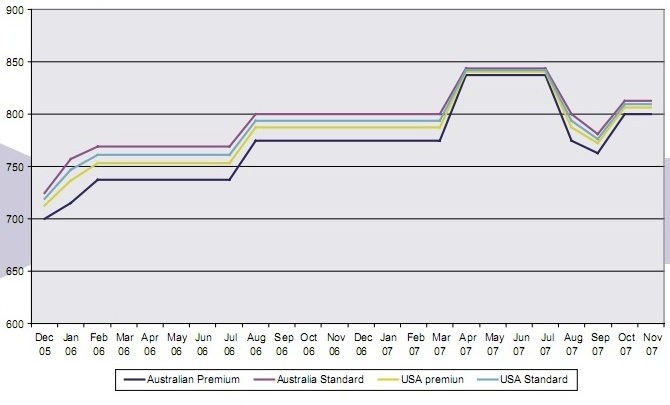 900
850
800
750
700
650
600
Dec Jan Feb Mar Apr May Jun Jul Aug Sep Oct Nov Dec Jan Feb Mar Apr May Jun Jul Aug Sep Oct Nov
05 06 06 06 06 06 06 06 06 06 06 06 06 07 07 07 07 07 07 07 07 07 07 07
Australian Premium Australia Standard USA premiun USA Standard